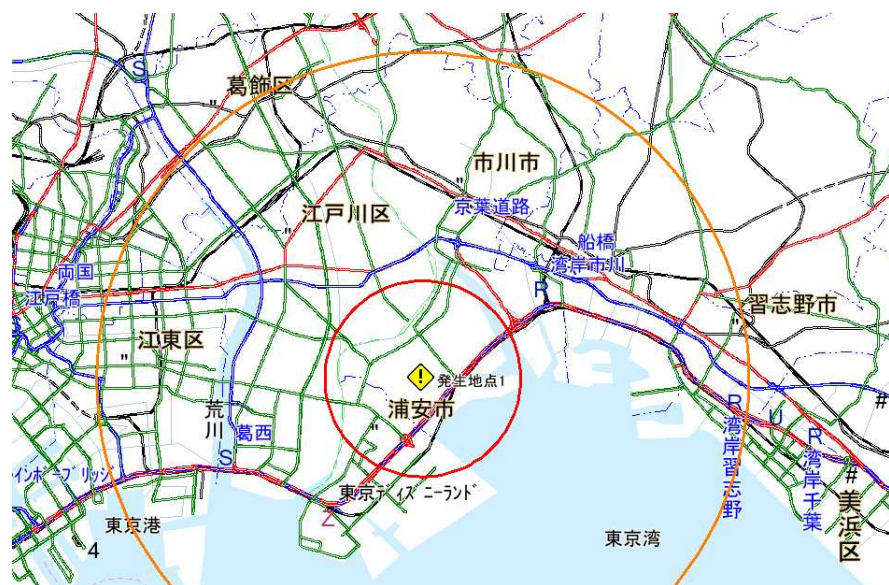 S
葛飾区
"
市川市
"
京葉道路
江戸川区
船橋
両国
湾岸市川
R
江戸橋
習志野市
"
江東区
"
発生地点1
浦安市
"
荒川
葛西
S
R
U
R
#
#
湾岸習志野
湾岸千葉
美浜区
インボーブリッジ
東京ディズニーランド
Z
東京港
4
東京湾